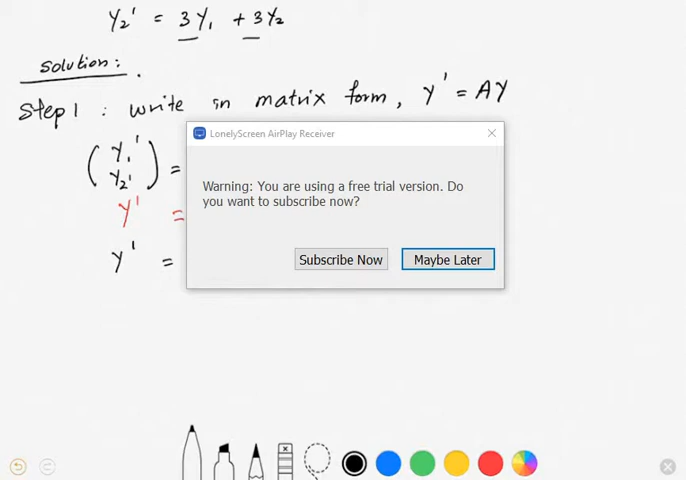 Y₂' = 3Y₁ + 3Y₂
Solution:
Step 1 : write in matrix form, Y' = AY
LonelyScreen AirPlay Receiver
Warning: You are using a free trial version. Do
you want to subscribe now?
Subscribe Now
Maybe Later
(Y₁'
Y₂') =
Y' =
Y' =